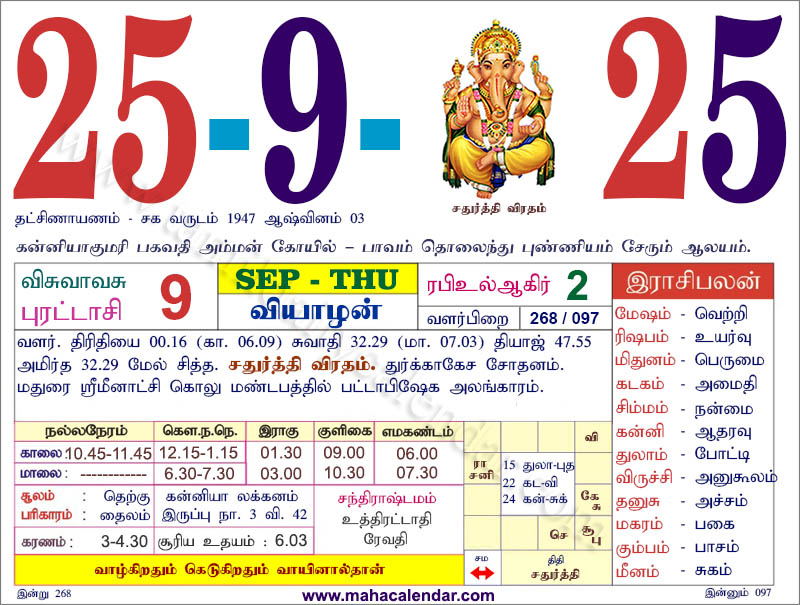 25-9-25
சதுர்த்தி விரதம்
தட்சிணாயணம் - சக வருடம் 1947 ஆஷ்வினம் 03
கன்னியாகுமரி பகவதி அம்மன் கோயில் – பாவம் தொலைந்து புண்ணியம் சேரும் ஆலயம்.
விசுவாவசு
புரட்டாசி 9
SEP - THU
வியாழன்
ரபிஉல்ஆகிர் 2
வளர்பிறை 268 / 097
வளர். திரிதியை 00.16 (கா. 06.09) சுவாதி 32.29 (மா. 07.03) தியாஜ் 47.55
அமிர்த 32.29 மேல் சித்த. சதுர்த்தி விரதம். துர்க்காகேச சோதனம்.
மதுரை ஸ்ரீமீனாட்சி கொலு மண்டபத்தில் பட்டாபிஷேக அலங்காரம்.
நல்லநேரம் கௌ.ந.நெ. இராகு குளிகை எமகண்டம்
காலை: 10.45-11.45 12.15-1.15 01.30 09.00 06.00
மாலை: ------------ 6.30-7.30 03.00 10.30 07.30
சூலம் : தெற்கு
பரிகாரம் : தைலம்
கன்னியா லக்கனம்
இருப்பு நா. 3 வி. 42
சந்திராஷ்டமம்
உத்திரட்டாதி
ரேவதி
கரணம் : 3-4.30 சூரிய உதயம் : 6.03
வாழ்கிறதும் கெடுகிறதும் வாயினால்தான்
வி
ரா
சனி
15 துலா-புத
22 கட-வி
24 கன்-சுக்
கே
சு
செ
சூ
பு
சம
திதி
சதுர்த்தி
இராசிபலன்
மேஷம் - வெற்றி
ரிஷபம் - உயர்வு
மிதுனம் - பெருமை
கடகம் - அமைதி
சிம்மம் - நன்மை
கன்னி - ஆதரவு
துலாம் - போட்டி
விருச்சி - அனுகூலம்
தனுசு - அச்சம்
மகரம் - பகை
கும்பம் - பாசம்
மீனம் - சுகம்
இன்று 268
www.mahacalendar.com
இன்னும் 097